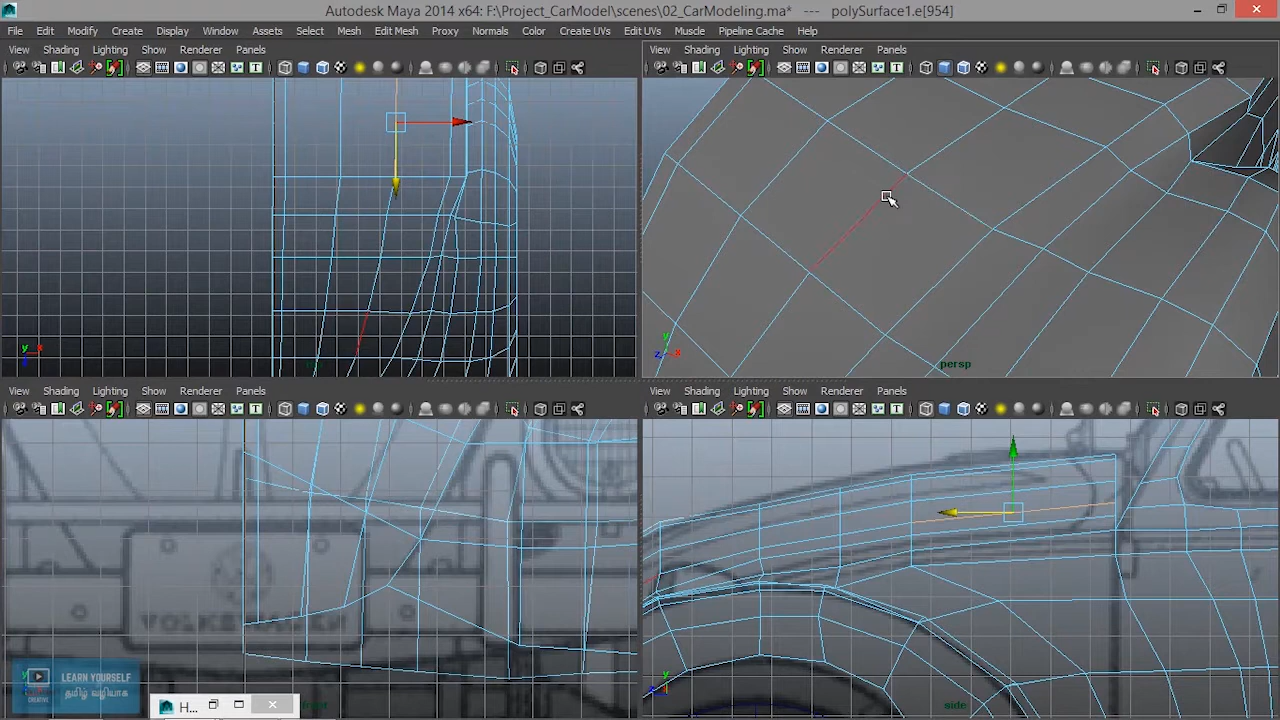 Autodesk Maya 2014 x64: F:\Project_CarModel\scenes\02_CarModeling.ma*   ---   polySurface1.e[954]
File Edit Modify Create Display Window Assets Select Mesh Edit Mesh Proxy Normals Color Create UVs Edit UVs Muscle Pipeline Cache Help
View Shading Lighting Show Renderer Panels
View Shading Lighting Show Renderer Panels
persp
View Shading Lighting Show Renderer Panels
View Shading Lighting Show Renderer Panels
LEARN YOURSELF
தமிழ் வழியாக
CREATIVE
H...
side